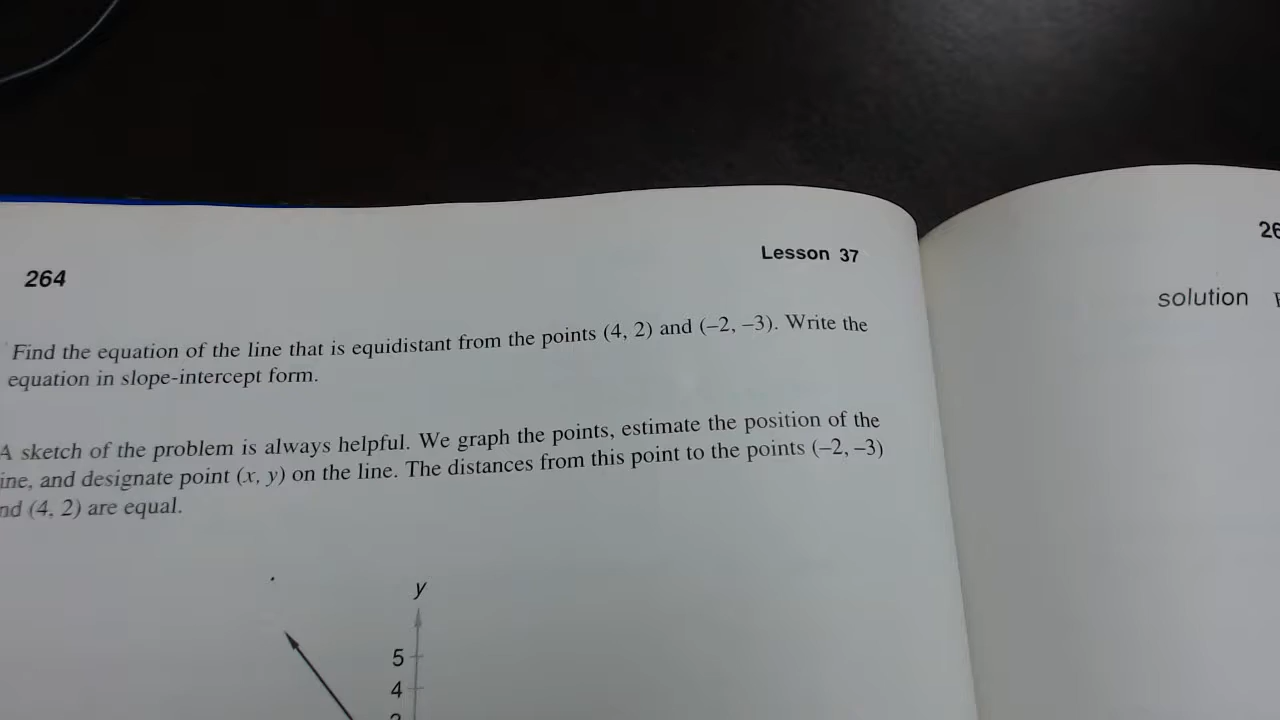 264
Lesson 37
Find the equation of the line that is equidistant from the points (4, 2) and (–2, –3). Write the
equation in slope-intercept form.
A sketch of the problem is always helpful. We graph the points, estimate the position of the
ine, and designate point (x, y) on the line. The distances from this point to the points (–2, –3)
nd (4, 2) are equal.
y
5
4
26
solution